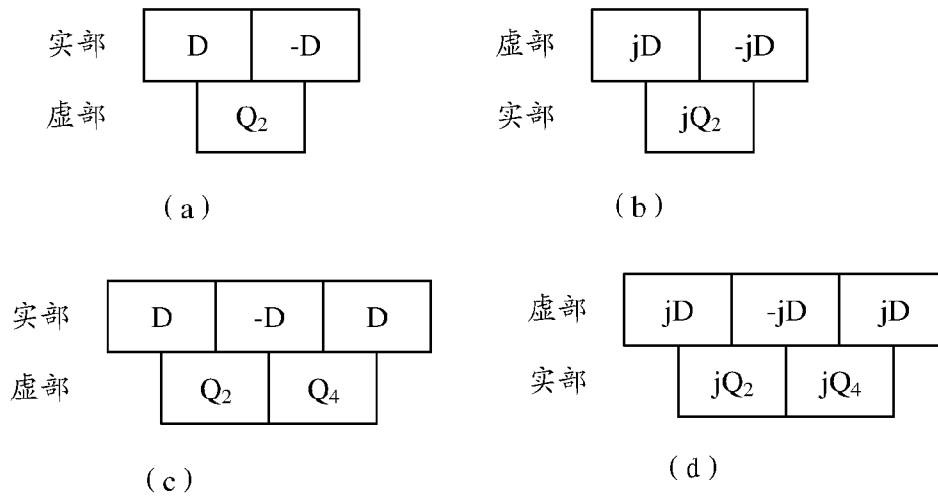 实部 D -D
虚部 Q₂
(a)
虚部 jD -jD
实部 jQ₂
(b)
实部 D -D D
虚部 Q₂ Q₄
(c)
虚部 jD -jD jD
实部 jQ₂ jQ₄
(d)